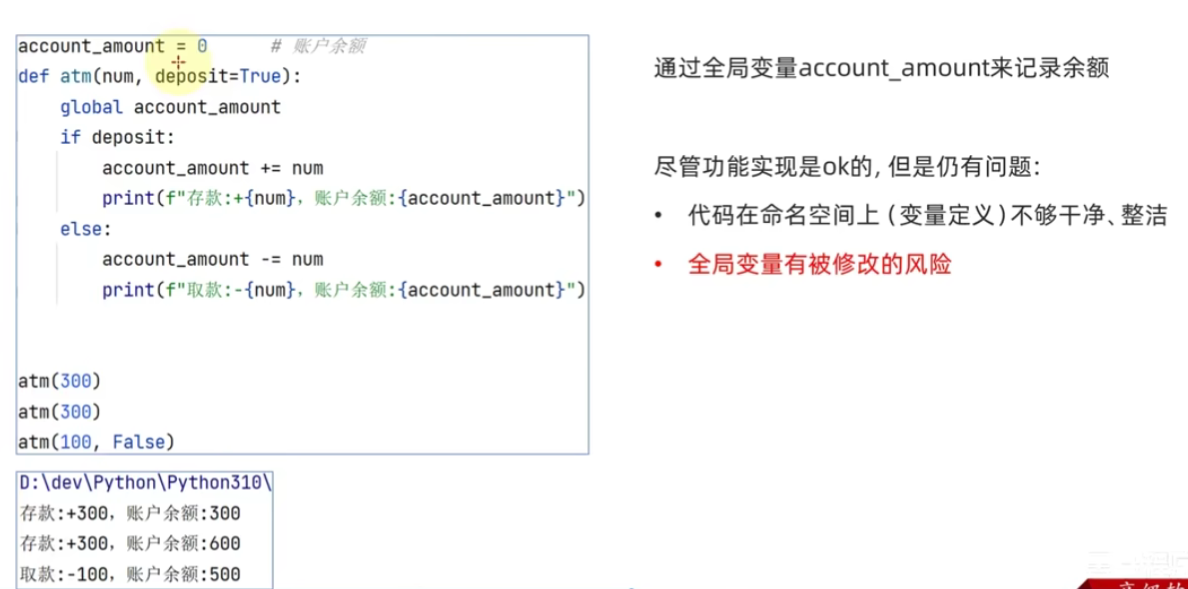 account_amount = 0      # 账户余额
def atm(num, deposit=True):
    global account_amount
    if deposit:
        account_amount += num
        print(f"存款:+{num}, 账户余额:{account_amount}")
    else:
        account_amount -= num
        print(f"取款:-{num}, 账户余额:{account_amount}")
atm(300)
atm(300)
atm(100, False)
D:\dev\Python\Python310\
存款:+300, 账户余额:300
存款:+300, 账户余额:600
取款:-100, 账户余额:500
通过全局变量account_amount来记录余额
尽管功能实现是ok的, 但是仍有问题:
• 代码在命名空间上 (变量定义) 不够干净、整洁
• 全局变量有被修改的风险